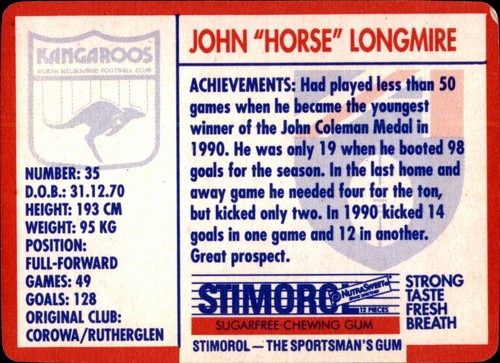 KANGAROOS
NORTH MELBOURNE FOOTBALL CLUB
JOHN "HORSE" LONGMIRE
NUMBER: 35
D.O.B.: 31.12.70
HEIGHT: 193 CM
WEIGHT: 95 KG
POSITION:
FULL-FORWARD
GAMES: 49
GOALS: 128
ORIGINAL CLUB:
COROWA/RUTHERGLEN
ACHIEVEMENTS: Had played less than 50
games when he became the youngest
winner of the John Coleman Medal in
1990. He was only 19 when he booted 98
goals for the season. In the last home and
away game he needed four for the ton,
but kicked only two. In 1990 kicked 14
goals in one game and 12 in another.
Great prospect.
STIMOROL
NUTRASWEET
12 PIECES
SUGARFREE-CHEWING GUM
STRONG
TASTE
FRESH
BREATH
STIMOROL – THE SPORTSMAN'S GUM